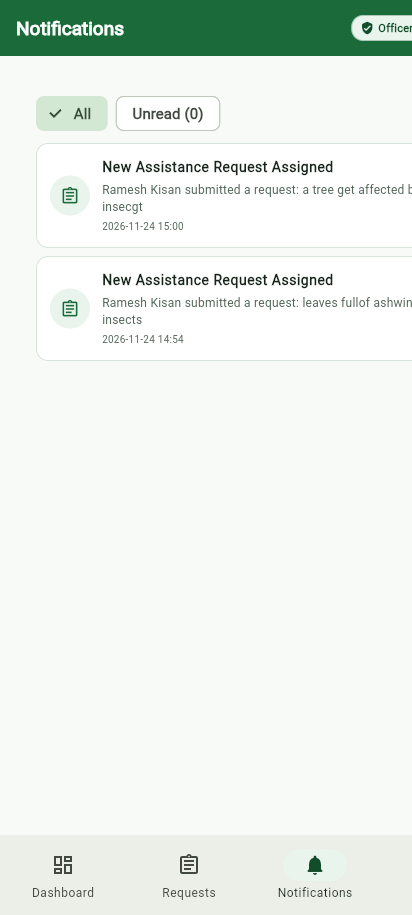 Notifications
Officer
All
Unread (0)
New Assistance Request Assigned
Ramesh Kisan submitted a request: a tree get affected
insecgt
2026-11-24 15:00
New Assistance Request Assigned
Ramesh Kisan submitted a request: leaves fullof
insects
2026-11-24 14:54
Dashboard
Requests
Notifications